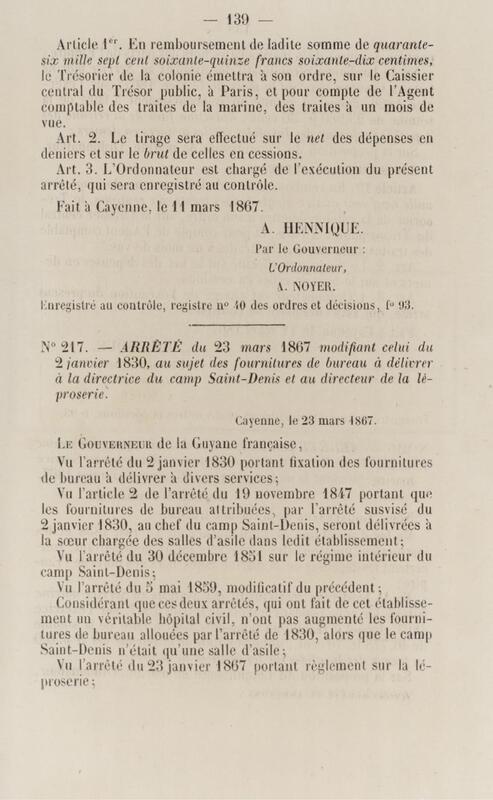 — 139 —
Article 1er. En remboursement de ladite somme de quarante-
six mille sept cent soixante-quinze francs soixante-dix centimes,
le Trésorier de la colonie émettra à son ordre, sur le Caissier
central du Trésor public, à Paris, et pour compte de l'Agent
comptable des traites de la marine, des traites à un mois de
vue.
Art. 2. Le tirage sera effectué sur le net des dépenses en
deniers et sur le brut de celles en cessions.
Art. 3. L'Ordonnateur est chargé de l'exécution du présent
arrêté, qui sera enregistré au contrôle.
Fait à Cayenne, le 11 mars 1867.
A. HENNIQUE.
Par le Gouverneur :
L'Ordonnateur,
A. NOYER.
Enregistré au contrôle, registre no 40 des ordres et décisions, fo 93.
No 217. — ARRÊTÉ du 23 mars 1867 modifiant celui du
2 janvier 1830, au sujet des fournitures de bureau à délivrer
à la directrice du camp Saint-Denis et au directeur de la lé-
proserie.
Cayenne, le 23 mars 1867.
LE GOUVERNEUR de la Guyane française,
Vu l'arrêté du 2 janvier 1830 portant fixation des fournitures
de bureau à délivrer à divers services;
Vu l'article 2 de l'arrêté du 19 novembre 1847 portant que
les fournitures de bureau attribuées, par l'arrêté susvisé du
2 janvier 1830, au chef du camp Saint-Denis, seront délivrées à
la sœur chargée des salles d'asile dans ledit établissement;
Vu l'arrêté du 30 décembre 1851 sur le régime intérieur du
camp Saint-Denis;
Vu l'arrêté du 5 mai 1859, modificatif du précédent;
Considérant que ces deux arrêtés, qui ont fait de cet établisse-
ment un véritable hôpital civil, n'ont pas augmenté les fourni-
tures de bureau allouées par l'arrêté de 1830, alors que le camp
Saint-Denis n'était qu'une salle d'asile;
Vu l'arrêté du 23 janvier 1867 portant règlement sur la lé-
proserie;